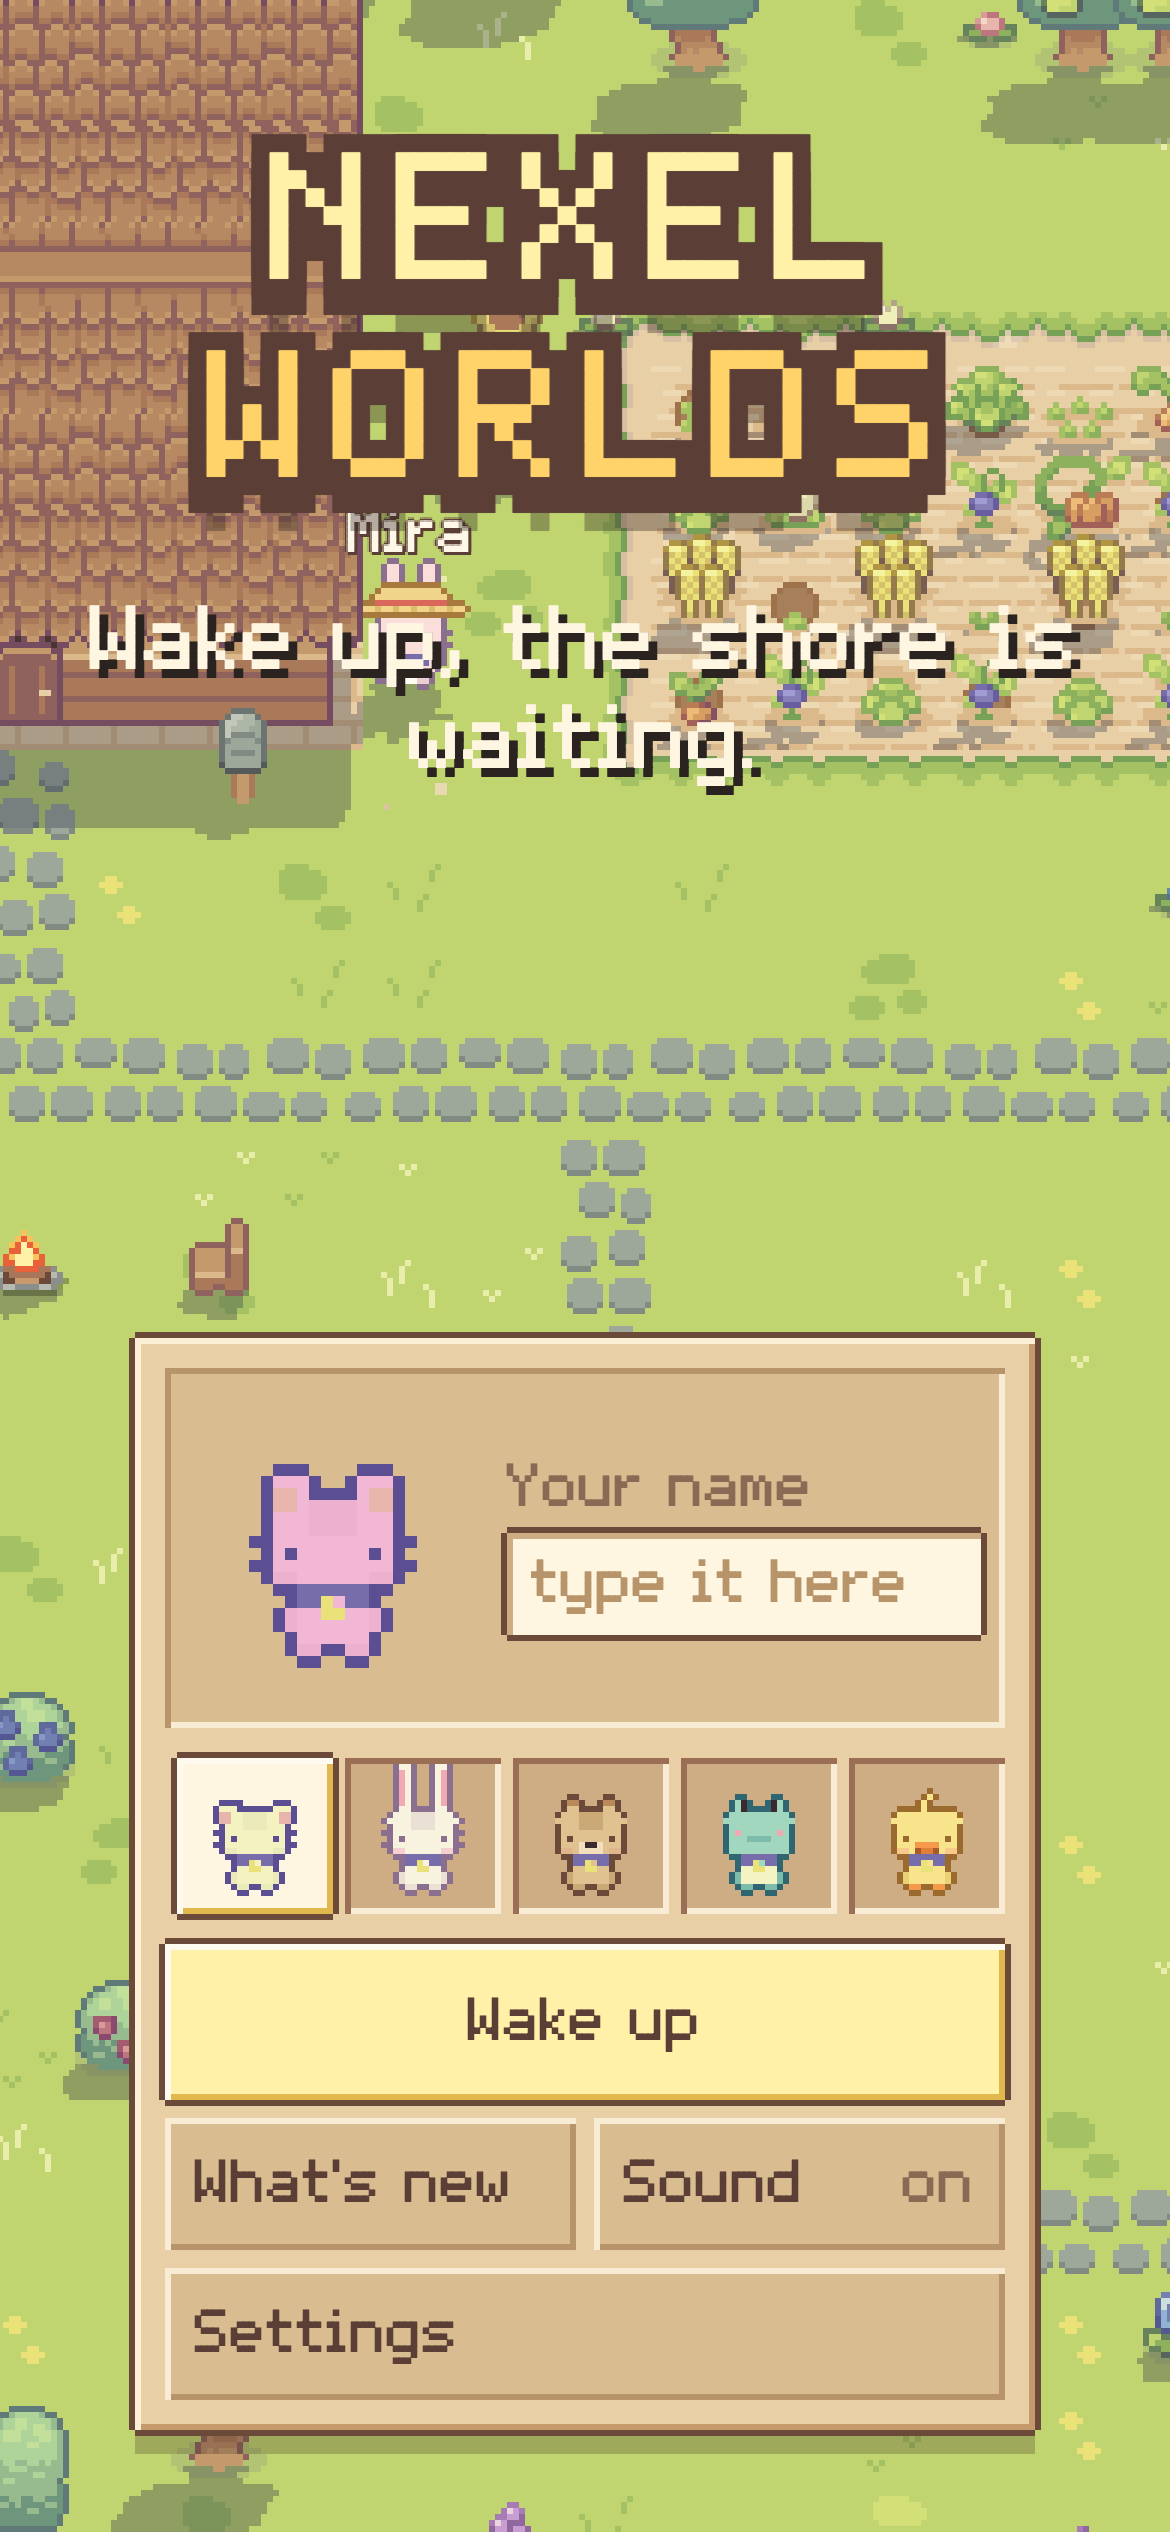 NEXEL
WORLDS
Mira
Wake up, the shore is
waiting.
Your name
type it here
Wake up
What's new
Sound on
Settings